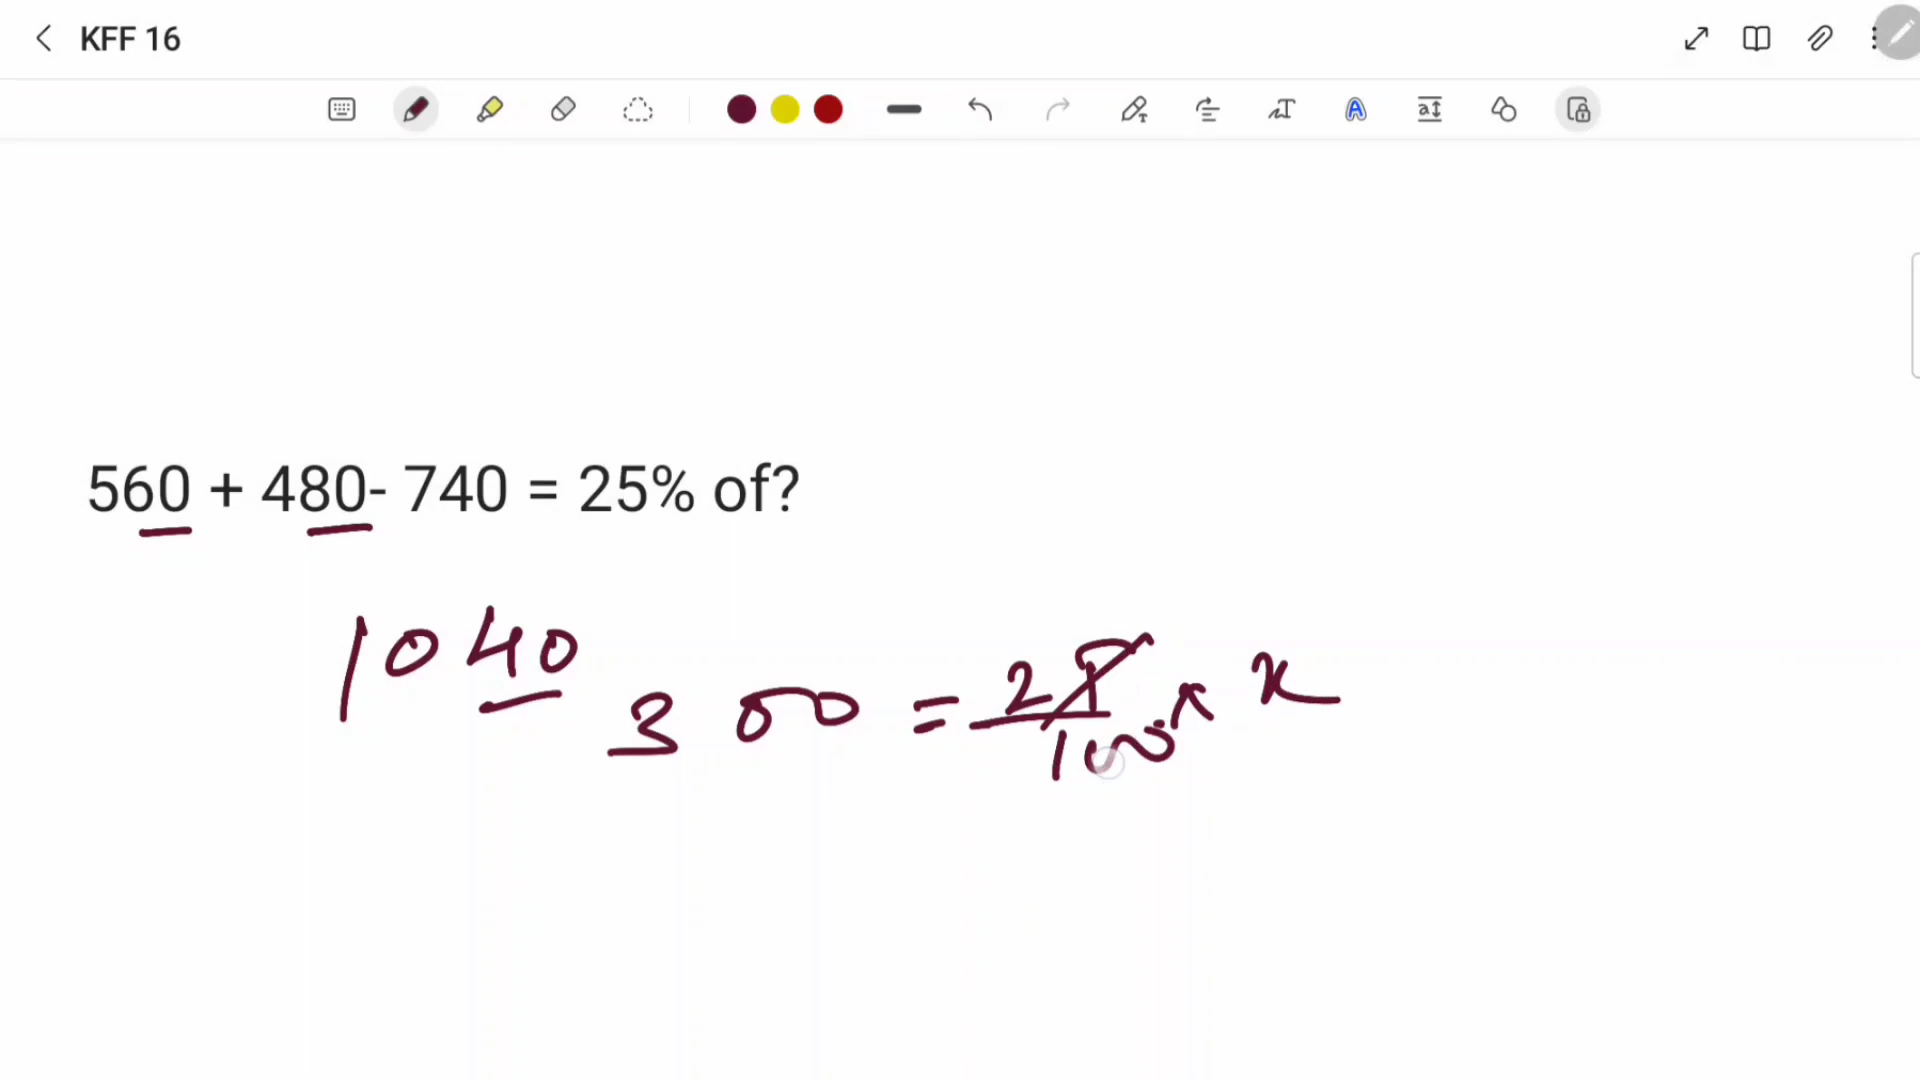 KFF 16
560 + 480- 740 = 25% of?
1040
300 = 25/100 × x